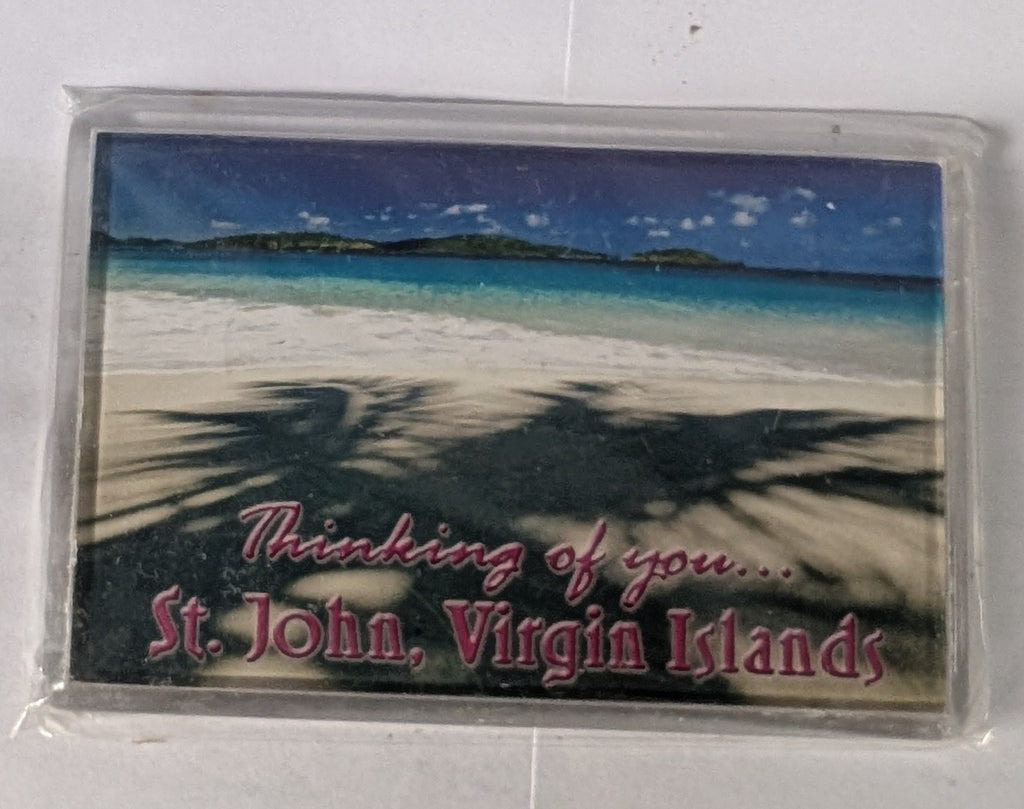 Thinking of you...
St. John, Virgin Islands